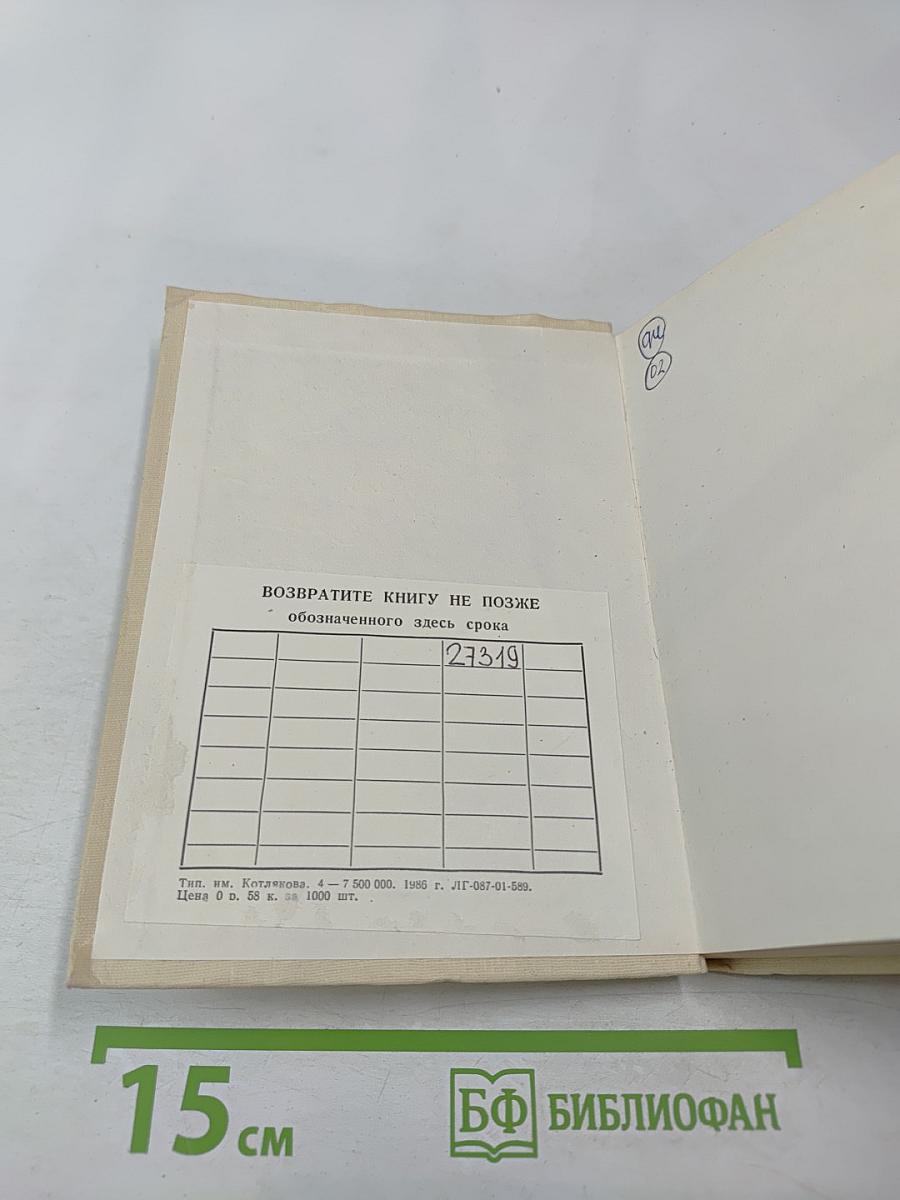 ВОЗВРАТИТЕ КНИГУ НЕ ПОЗЖЕ
обозначенного здесь срока
27319
Тип. им. Котлякова. 4 — 7 500 000. 1986 г. ЛГ-087-01-589.
Цена 0 р. 58 к. за 1000 шт.
02
15 см
БФ БИБЛИОФАН